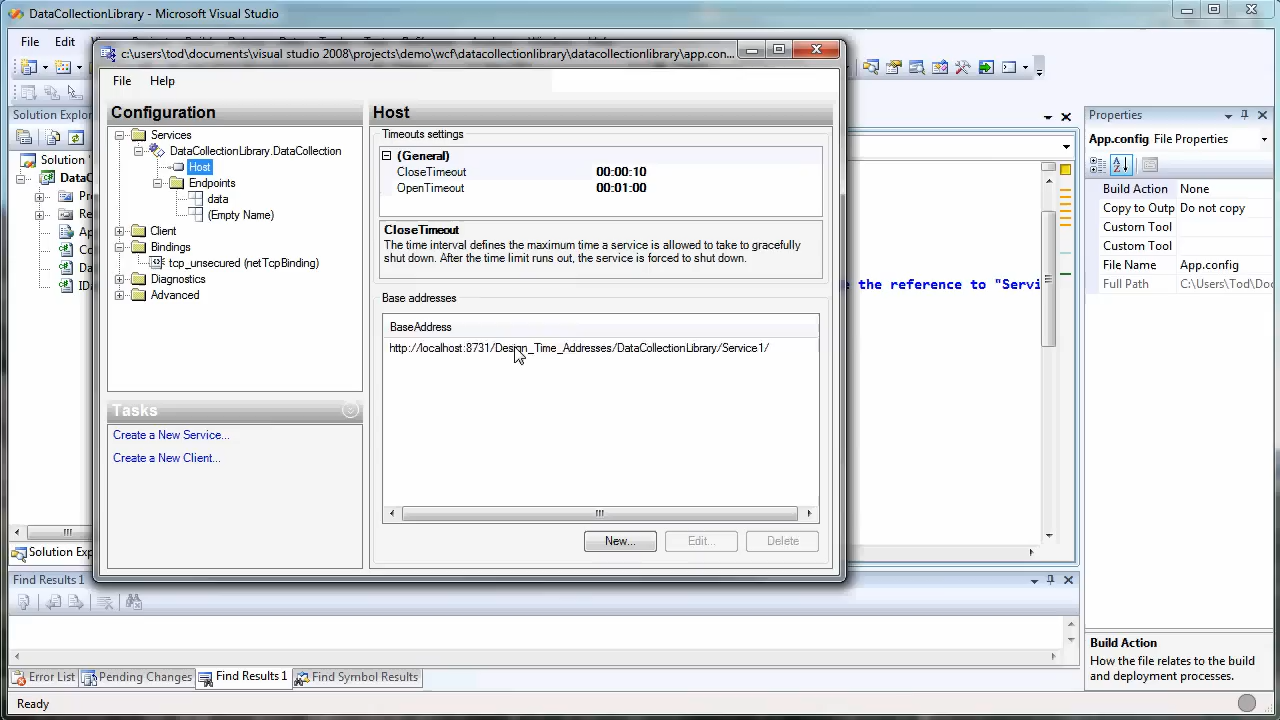 DataCollectionLibrary - Microsoft Visual Studio
File Edit
c:\users\tod\documents\visual studio 2008\projects\demo\wcf\datacollectionlibrary\datacollectionlibrary\app.con...
File Help
Configuration
Services
DataCollectionLibrary.DataCollection
Host
Endpoints
data
(Empty Name)
Client
Bindings
tcp_unsecured (netTcpBinding)
Diagnostics
Advanced
Tasks
Create a New Service...
Create a New Client...
Host
Timeouts settings
(General)
CloseTimeout 00:00:10
OpenTimeout 00:01:00
CloseTimeout
The time interval defines the maximum time a service is allowed to take to gracefully
shut down. After the time limit runs out, the service is forced to shut down.
Base addresses
BaseAddress
http://localhost:8731/Design_Time_Addresses/DataCollectionLibrary/Service1/
New... Edit... Delete
Solution Explor
Solution '
DataC
Pr
Re
Ap
Co
Da
IDa
Solution Exp
e the reference to "Servi
Properties
App.config File Properties
Build Action None
Copy to Outp Do not copy
Custom Tool
Custom Tool
File Name App.config
Full Path C:\Users\Tod\Doc
Build Action
How the file relates to the build
and deployment processes.
Find Results 1
Error List Pending Changes Find Results 1 Find Symbol Results
Ready